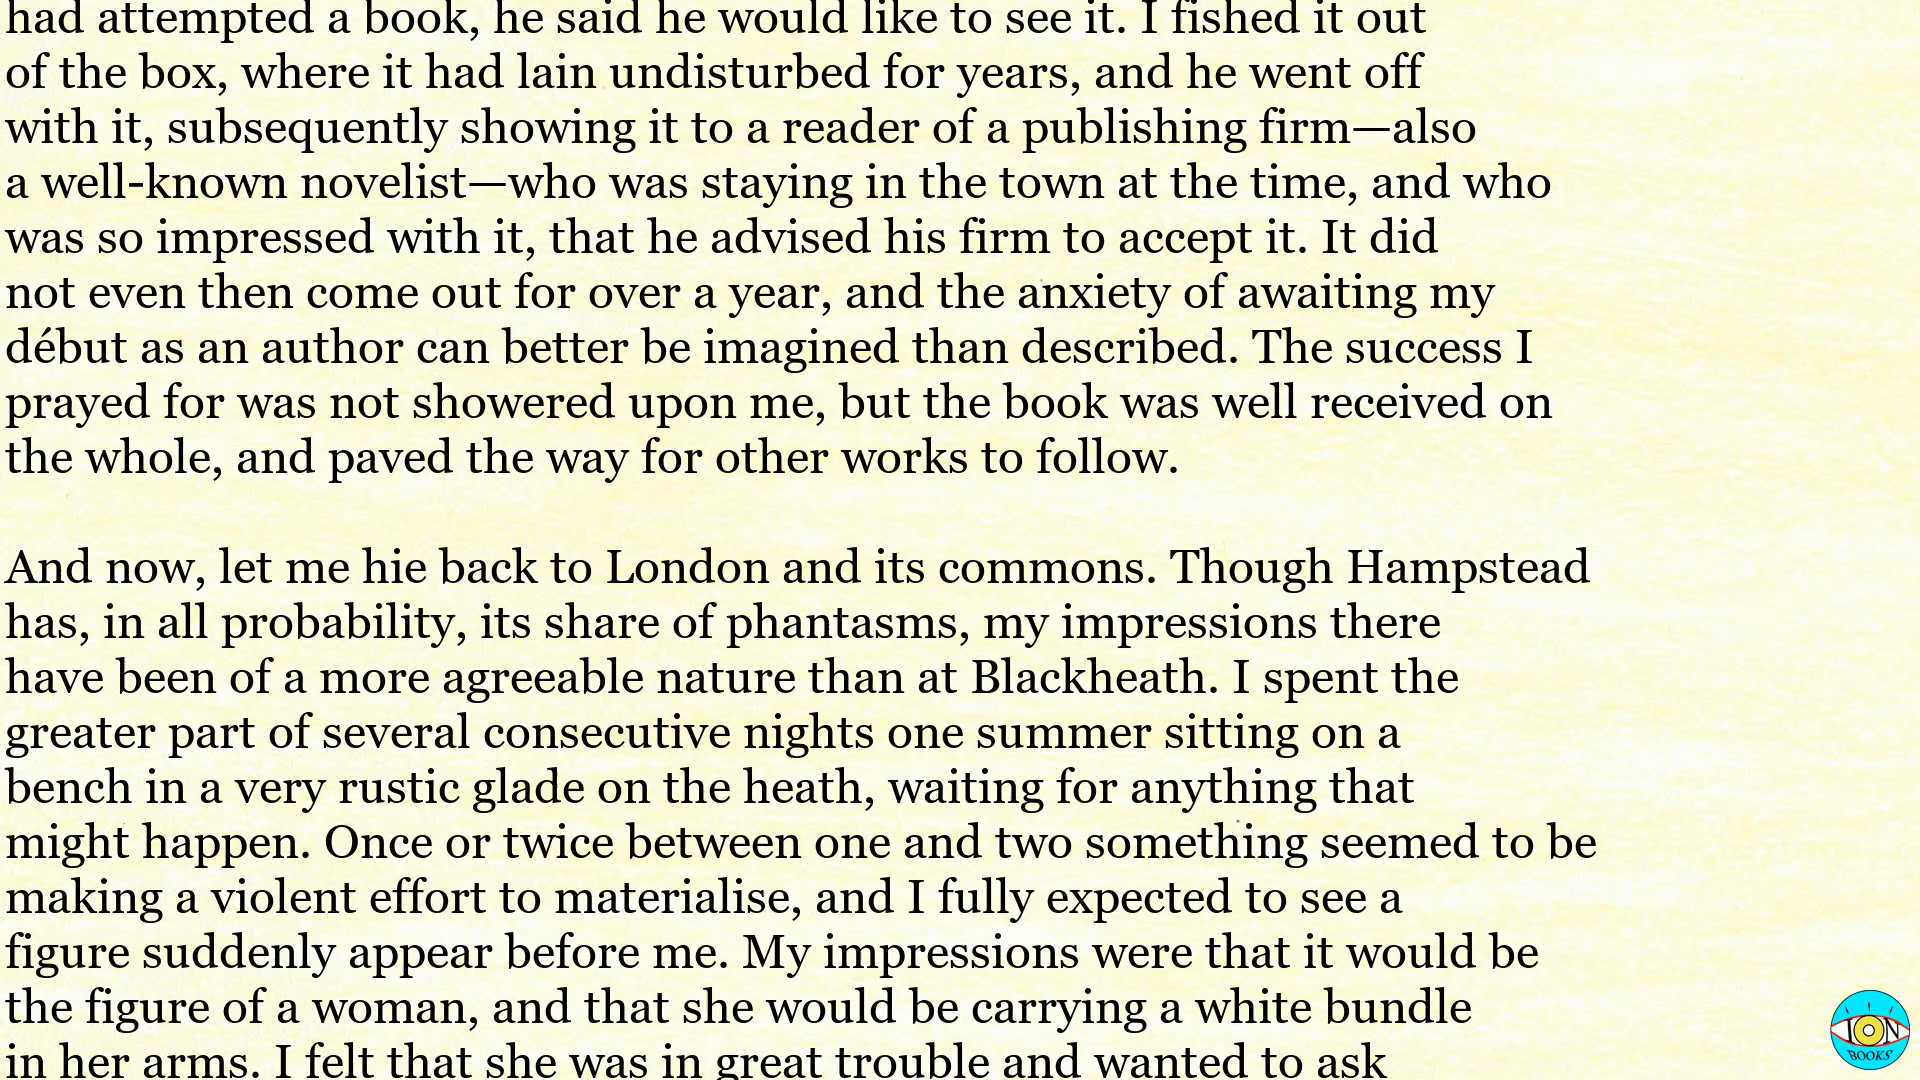 had attempted a book, he said he would like to see it. I fished it out
of the box, where it had lain undisturbed for years, and he went off
with it, subsequently showing it to a reader of a publishing firm—also
a well-known novelist—who was staying in the town at the time, and who
was so impressed with it, that he advised his firm to accept it. It did
not even then come out for over a year, and the anxiety of awaiting my
début as an author can better be imagined than described. The success I
prayed for was not showered upon me, but the book was well received on
the whole, and paved the way for other works to follow.
And now, let me hie back to London and its commons. Though Hampstead
has, in all probability, its share of phantasms, my impressions there
have been of a more agreeable nature than at Blackheath. I spent the
greater part of several consecutive nights one summer sitting on a
bench in a very rustic glade on the heath, waiting for anything that
might happen. Once or twice between one and two something seemed to be
making a violent effort to materialise, and I fully expected to see a
figure suddenly appear before me. My impressions were that it would be
the figure of a woman, and that she would be carrying a white bundle
in her arms. I felt that she was in great trouble and wanted to ask
ION
BOOKS